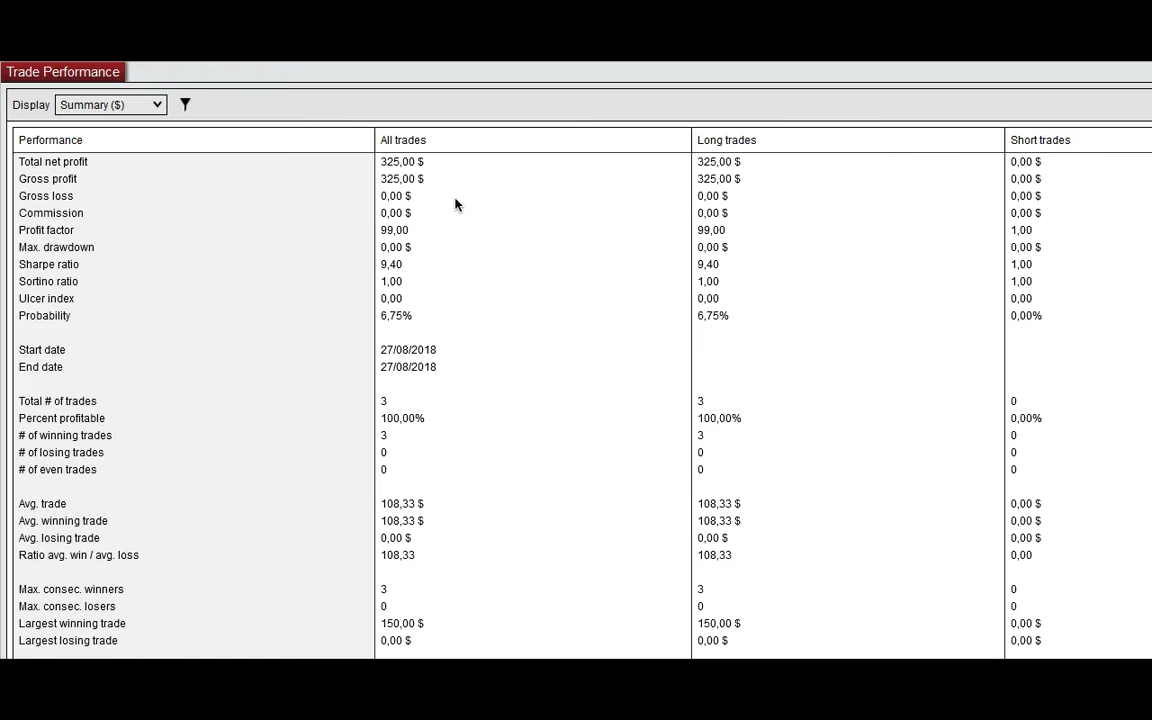 Trade Performance
Display Summary ($)
Performance All trades Long trades Short trades
Total net profit 325,00 $ 325,00 $ 0,00 $
Gross profit 325,00 $ 325,00 $ 0,00 $
Gross loss 0,00 $ 0,00 $ 0,00 $
Commission 0,00 $ 0,00 $ 0,00 $
Profit factor 99,00 99,00 1,00
Max. drawdown 0,00 $ 0,00 $ 0,00 $
Sharpe ratio 9,40 9,40 1,00
Sortino ratio 1,00 1,00 1,00
Ulcer index 0,00 0,00 0,00
Probability 6,75% 6,75% 0,00%
Start date 27/08/2018
End date 27/08/2018
Total # of trades 3 3 0
Percent profitable 100,00% 100,00% 0,00%
# of winning trades 3 3 0
# of losing trades 0 0 0
# of even trades 0 0 0
Avg. trade 108,33 $ 108,33 $ 0,00 $
Avg. winning trade 108,33 $ 108,33 $ 0,00 $
Avg. losing trade 0,00 $ 0,00 $ 0,00 $
Ratio avg. win / avg. loss 108,33 108,33 0,00
Max. consec. winners 3 3 0
Max. consec. losers 0 0 0
Largest winning trade 150,00 $ 150,00 $ 0,00 $
Largest losing trade 0,00 $ 0,00 $ 0,00 $